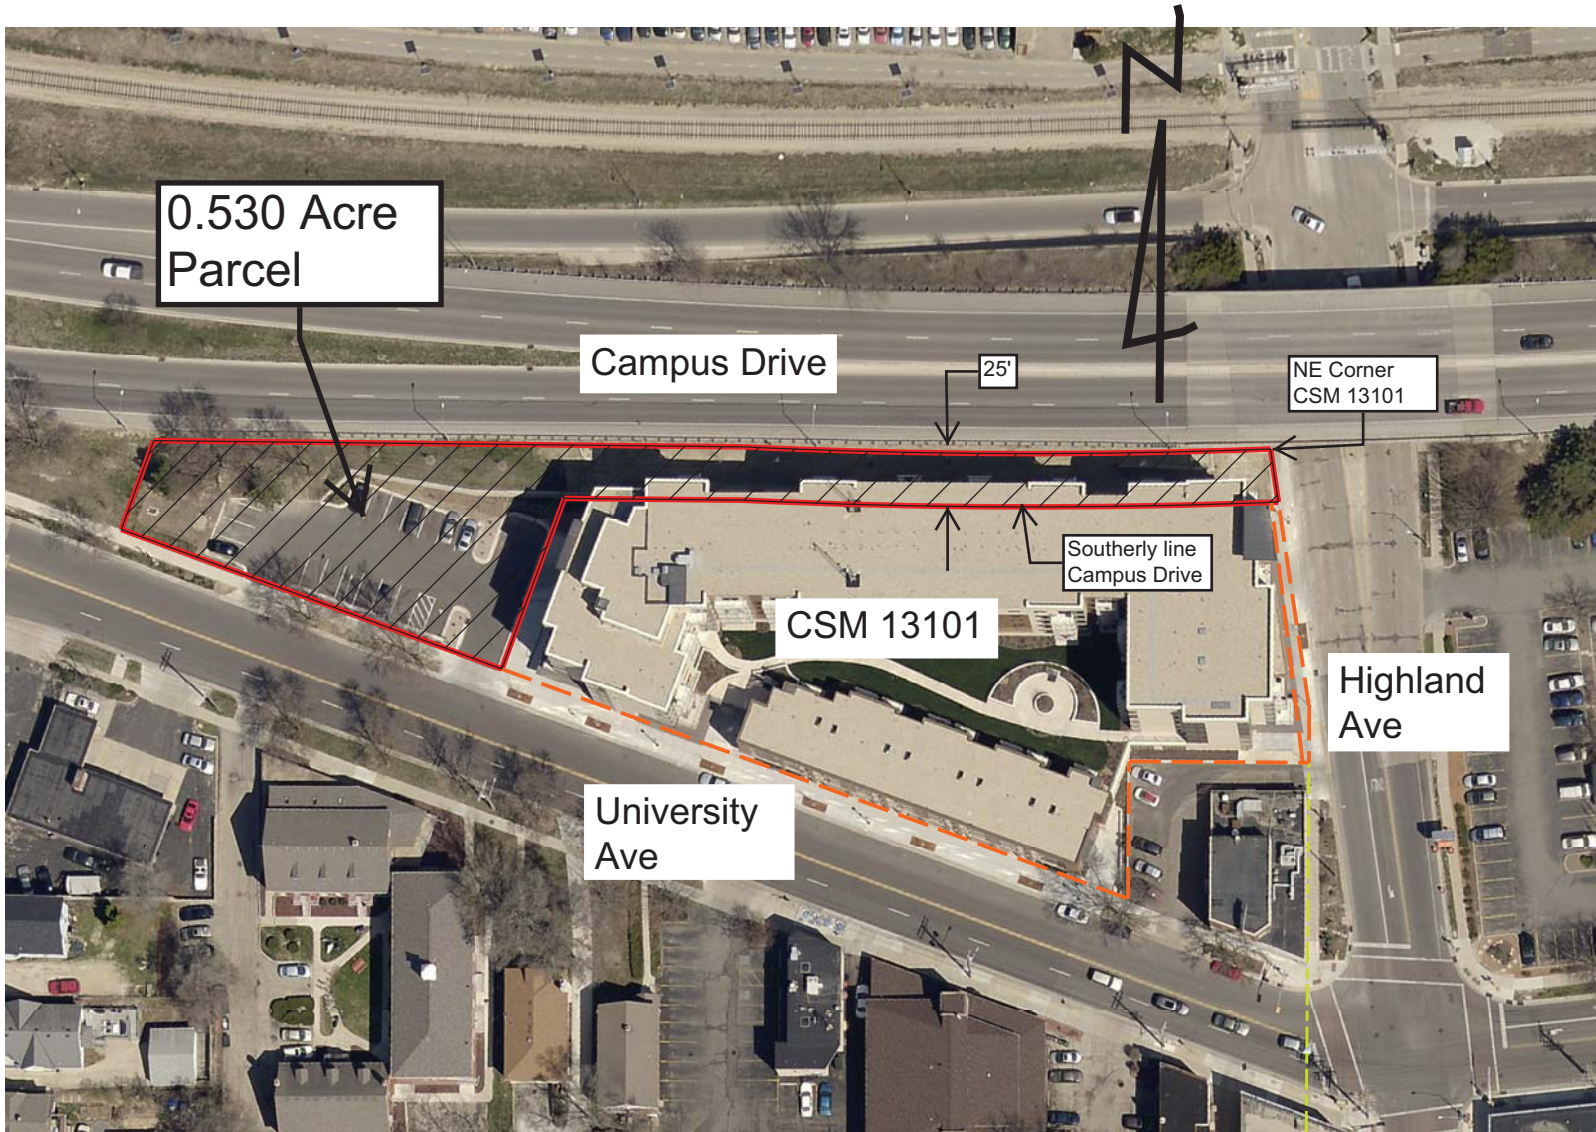 0.530 Acre
Parcel
Campus Drive
25'
NE Corner
CSM 13101
Southerly line
Campus Drive
CSM 13101
Highland
Ave
University
Ave